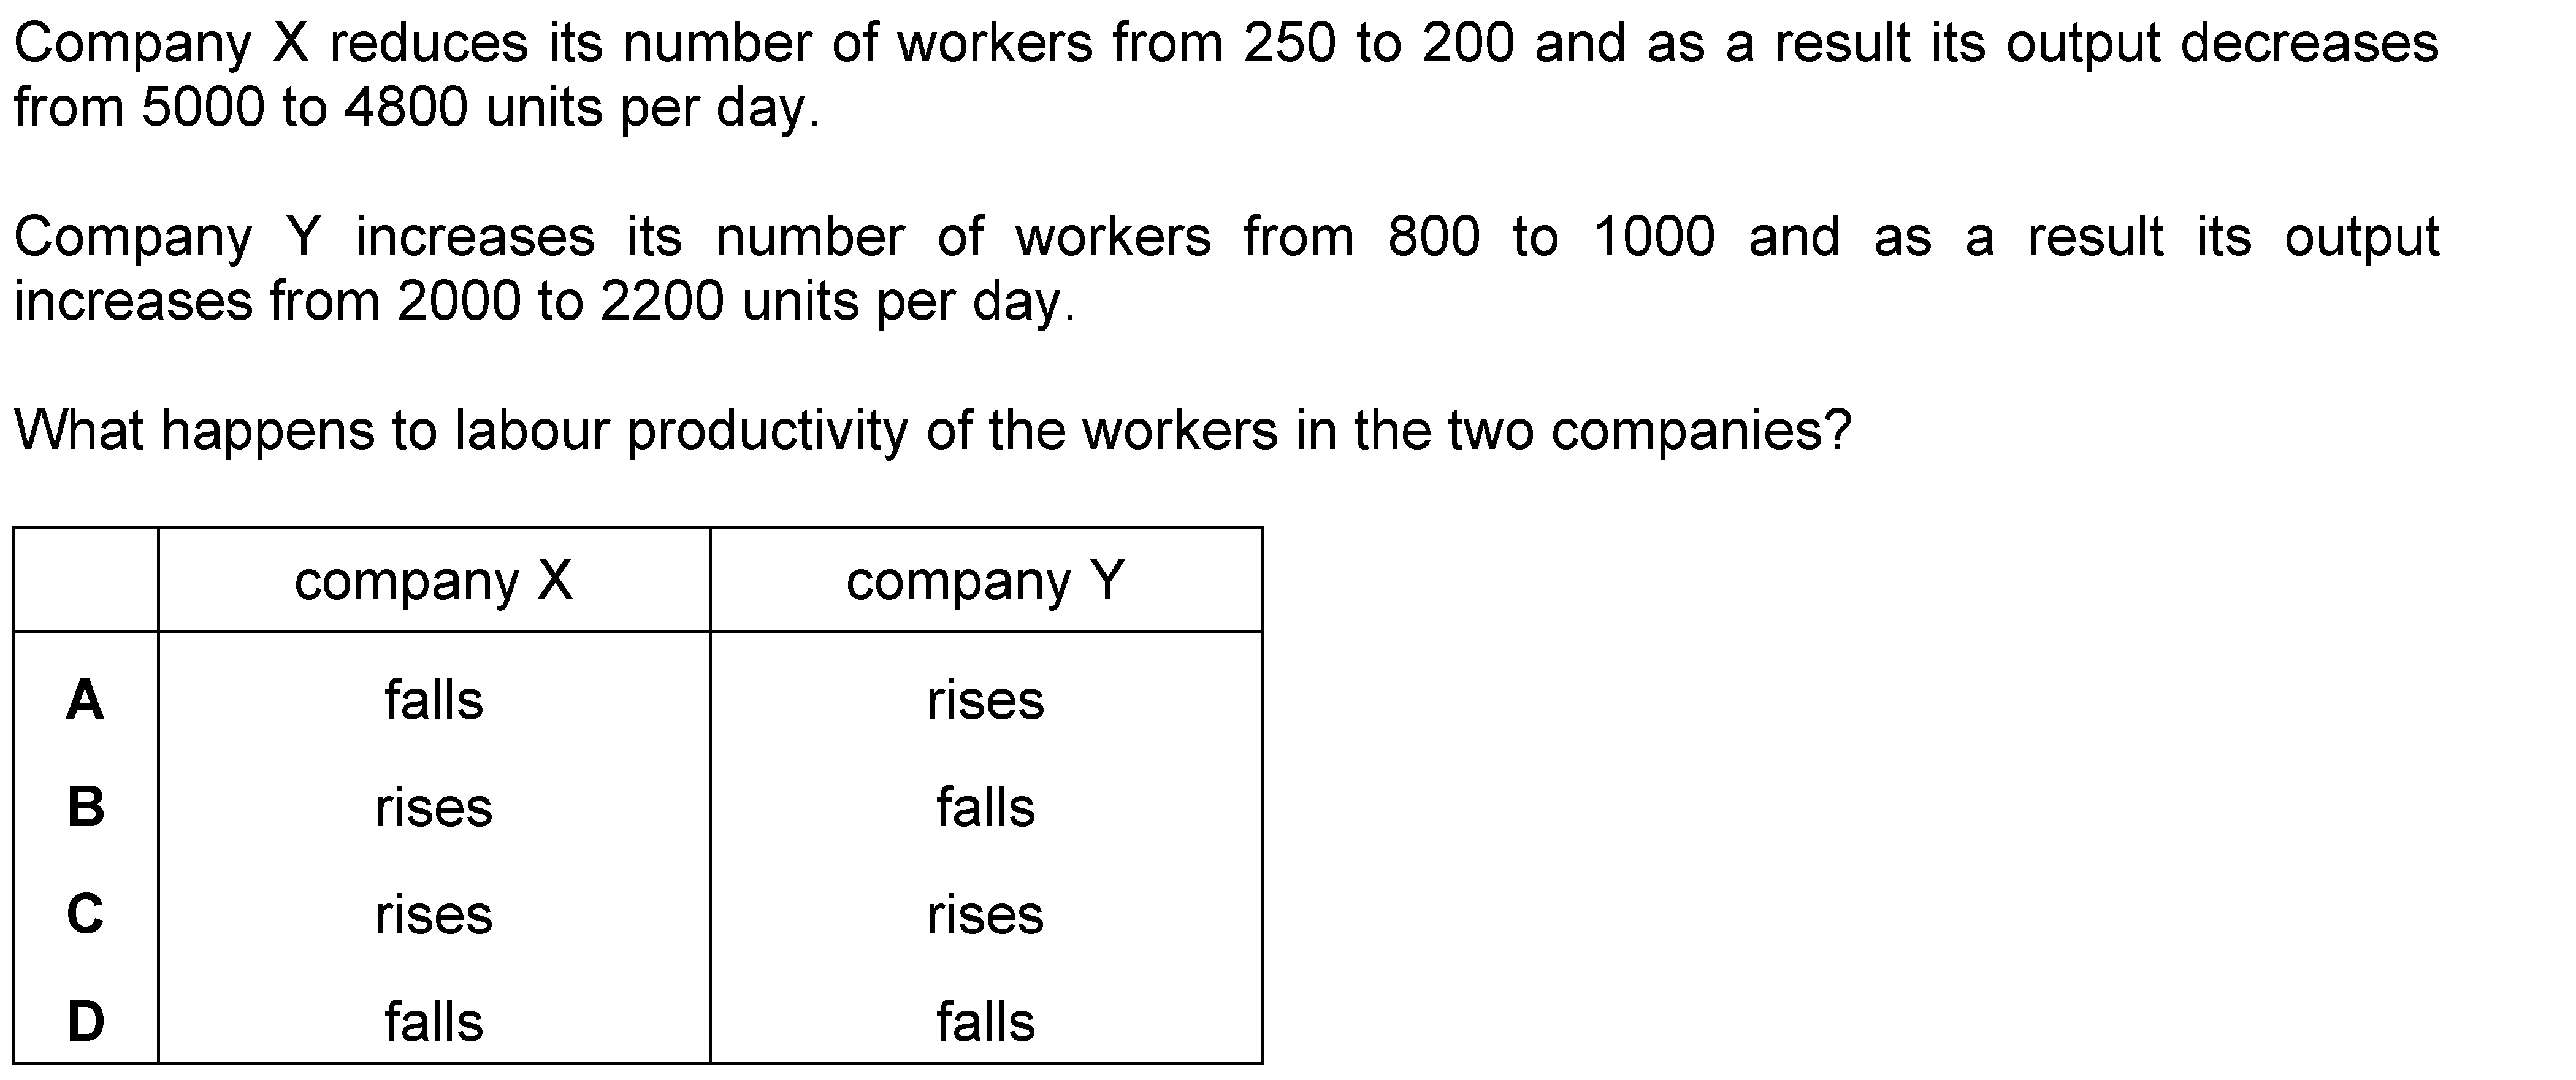 Company X reduces its number of workers from 250 to 200 and as a result its output decreases
from 5000 to 4800 units per day.
Company Y increases its number of workers from 800 to 1000 and as a result its output
increases from 2000 to 2200 units per day.
What happens to labour productivity of the workers in the two companies?
company X company Y
A falls rises
B rises falls
C rises rises
D falls falls